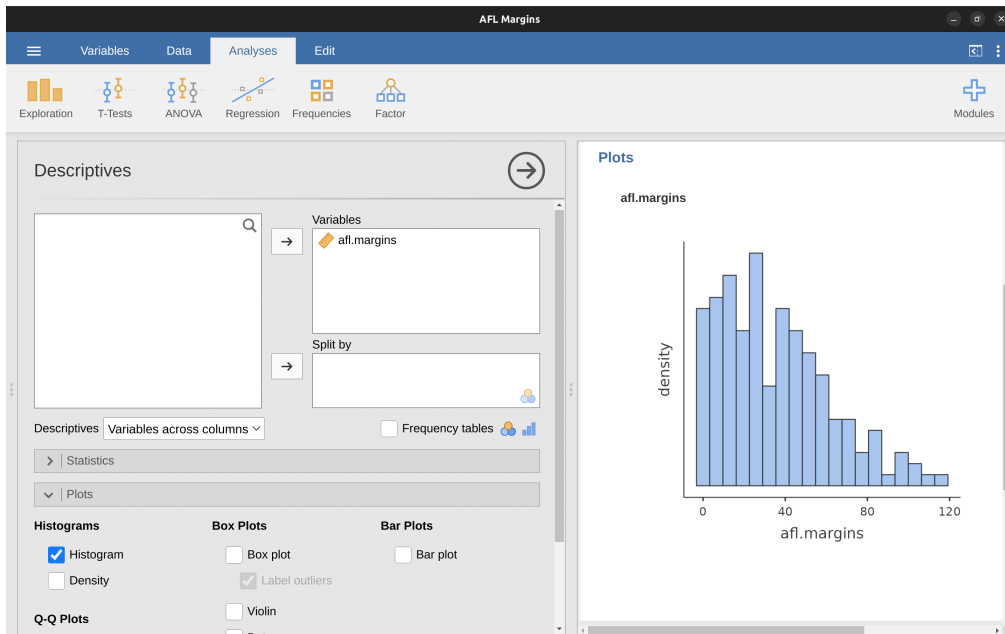 AFL Margins
Variables Data Analyses Edit
Exploration T-Tests ANOVA Regression Frequencies Factor Modules
Descriptives
Variables
afl.margins
Split by
Descriptives Variables across columns Frequency tables
Statistics
Plots
Histograms Box Plots Bar Plots
Histogram Box plot Bar plot
Density Label outliers
Violin
Q-Q Plots
Plots
afl.margins
density
0 40 80 120
afl.margins